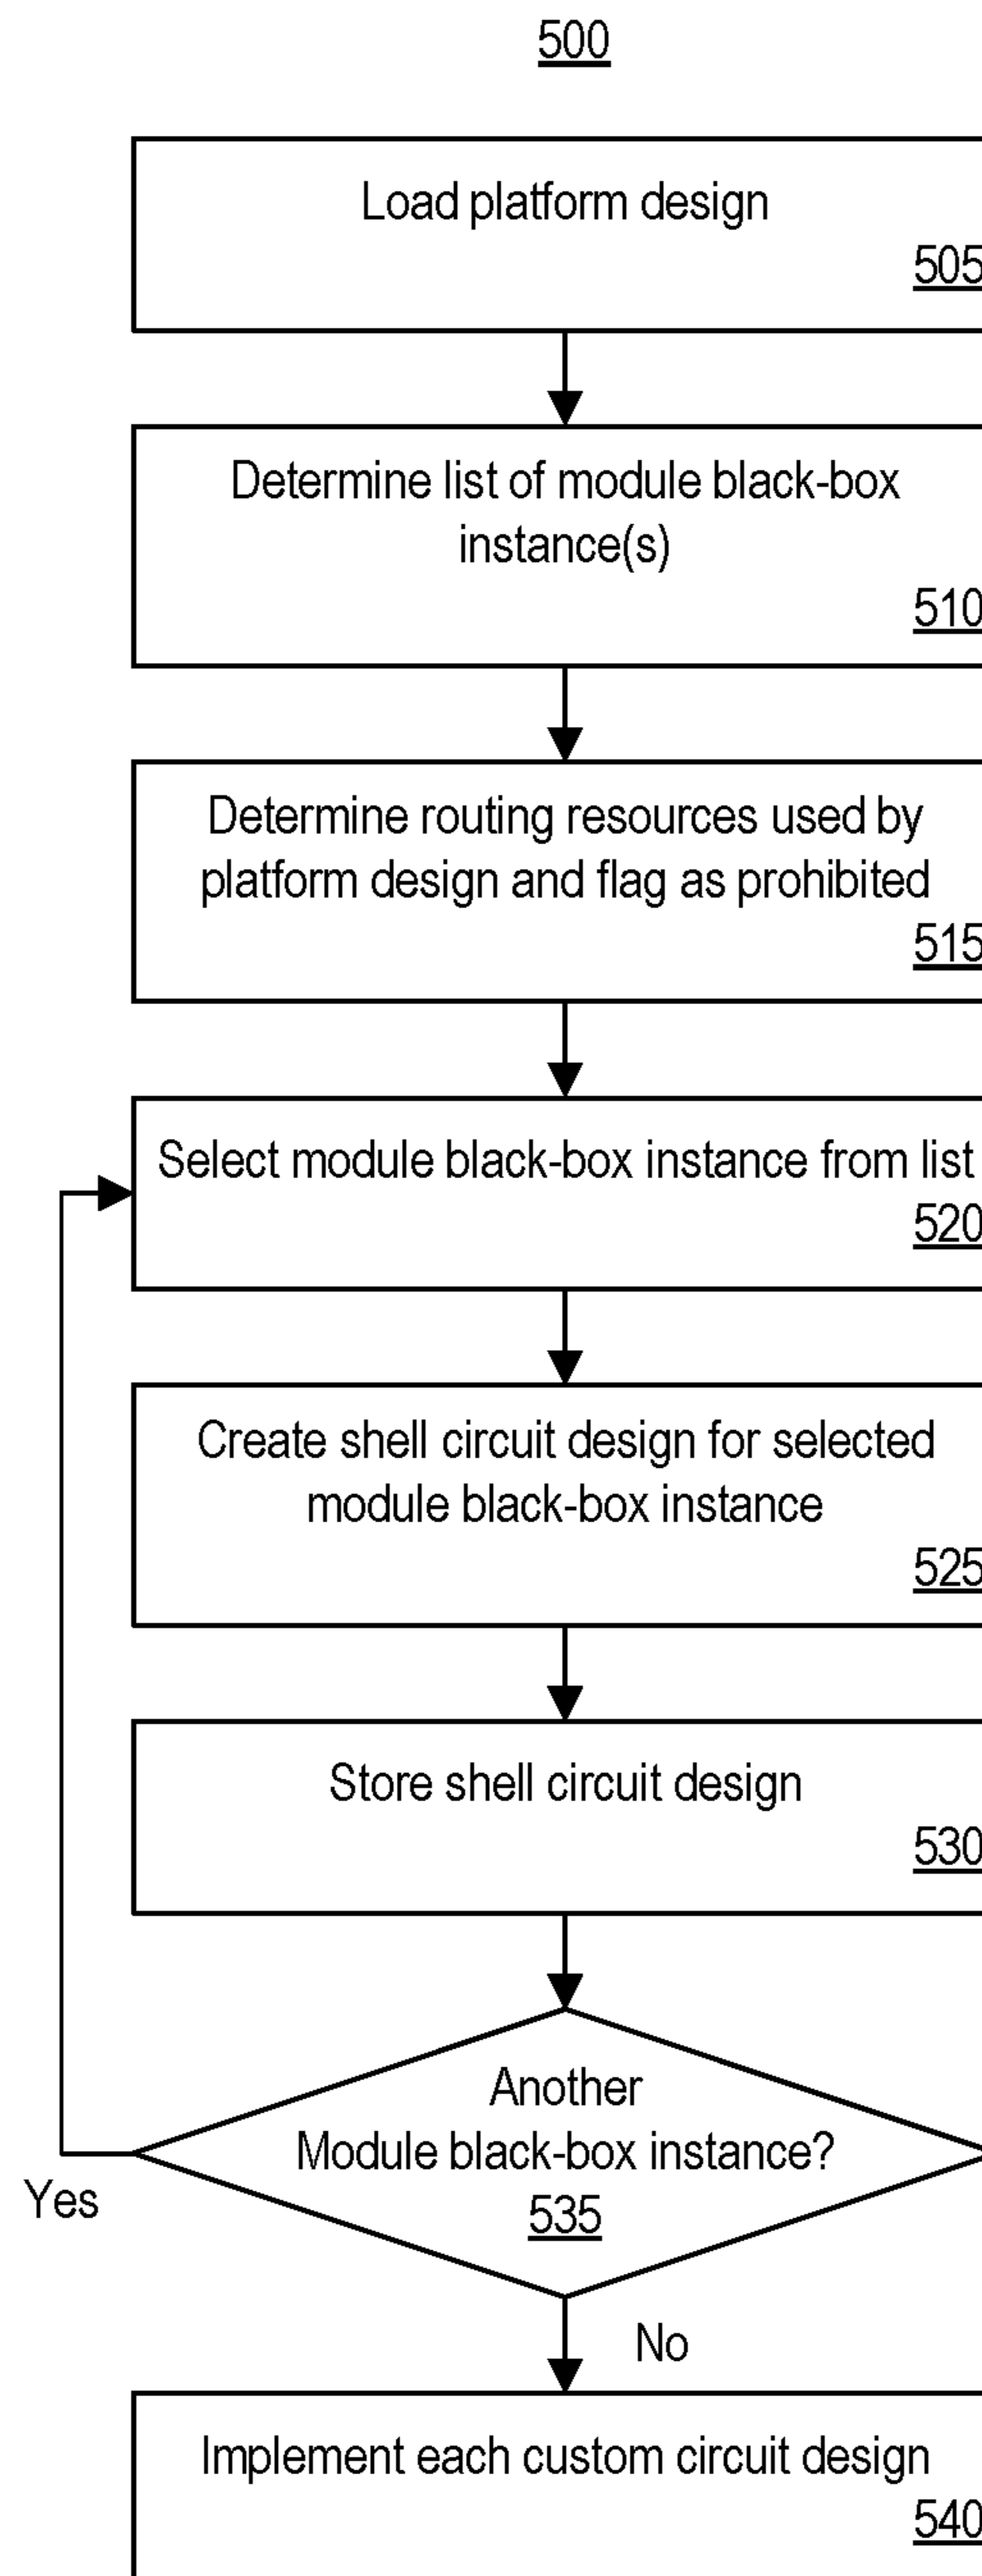 500
Load platform design
505
Determine list of module black-box
instance(s)
510
Determine routing resources used by
platform design and flag as prohibited
515
Select module black-box instance from list
520
Create shell circuit design for selected
module black-box instance
525
Store shell circuit design
530
Another
Module black-box instance?
535
Yes
No
Implement each custom circuit design
540